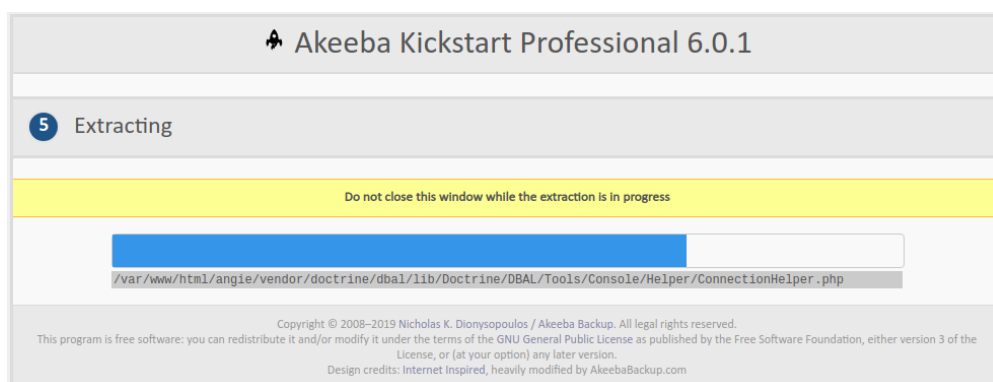 Akeeba Kickstart Professional 6.0.1
5 Extracting
Do not close this window while the extraction is in progress
/var/www/html/angie/vendor/doctrine/dbal/lib/Doctrine/DBAL/Tools/Console/Helper/ConnectionHelper.php
Copyright © 2008–2019 Nicholas K. Dionysopoulos / Akeeba Backup. All legal rights reserved.
This program is free software: you can redistribute it and/or modify it under the terms of the GNU General Public License as published by the Free Software Foundation, either version 3 of the
License, or (at your option) any later version.
Design credits: Internet Inspired, heavily modified by AkeebaBackup.com